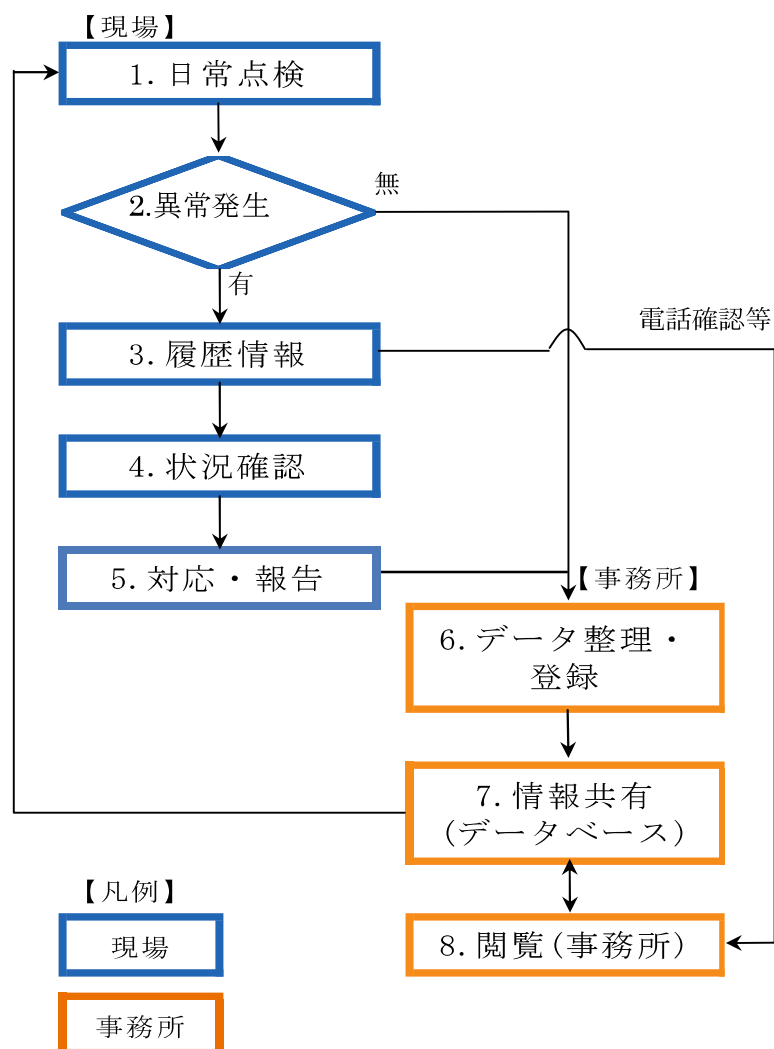 【現場】
1.日常点検
2.異常発生
無
有
電話確認等
3.履歴情報
4.状況確認
5.対応・報告
【事務所】
6.データ整理・
登録
7.情報共有
(データベース)
8.閲覧(事務所)
【凡例】
現場
事務所